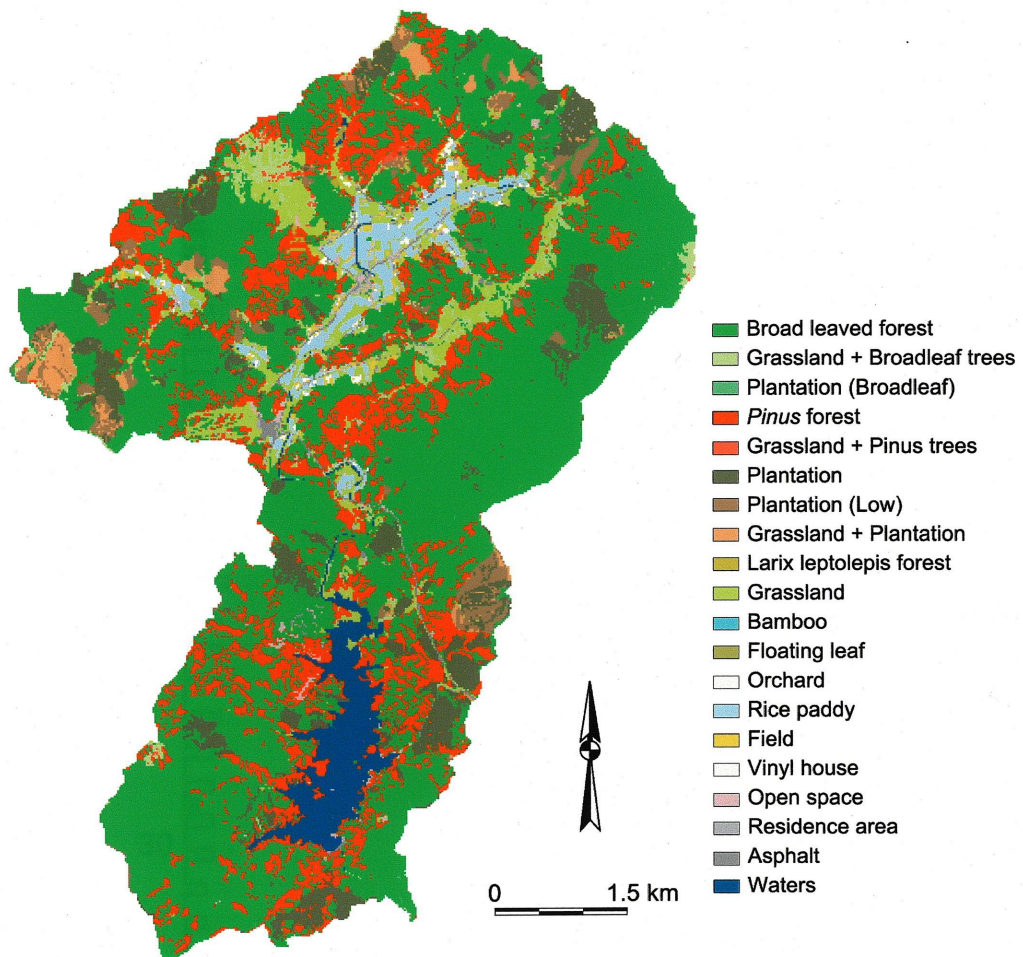 Broad leaved forest
Grassland + Broadleaf trees
Plantation (Broadleaf)
Pinus forest
Grassland + Pinus trees
Plantation
Plantation (Low)
Grassland + Plantation
Larix leptolepis forest
Grassland
Bamboo
Floating leaf
Orchard
Rice paddy
Field
Vinyl house
Open space
Residence area
Asphalt
Waters
0 1.5 km